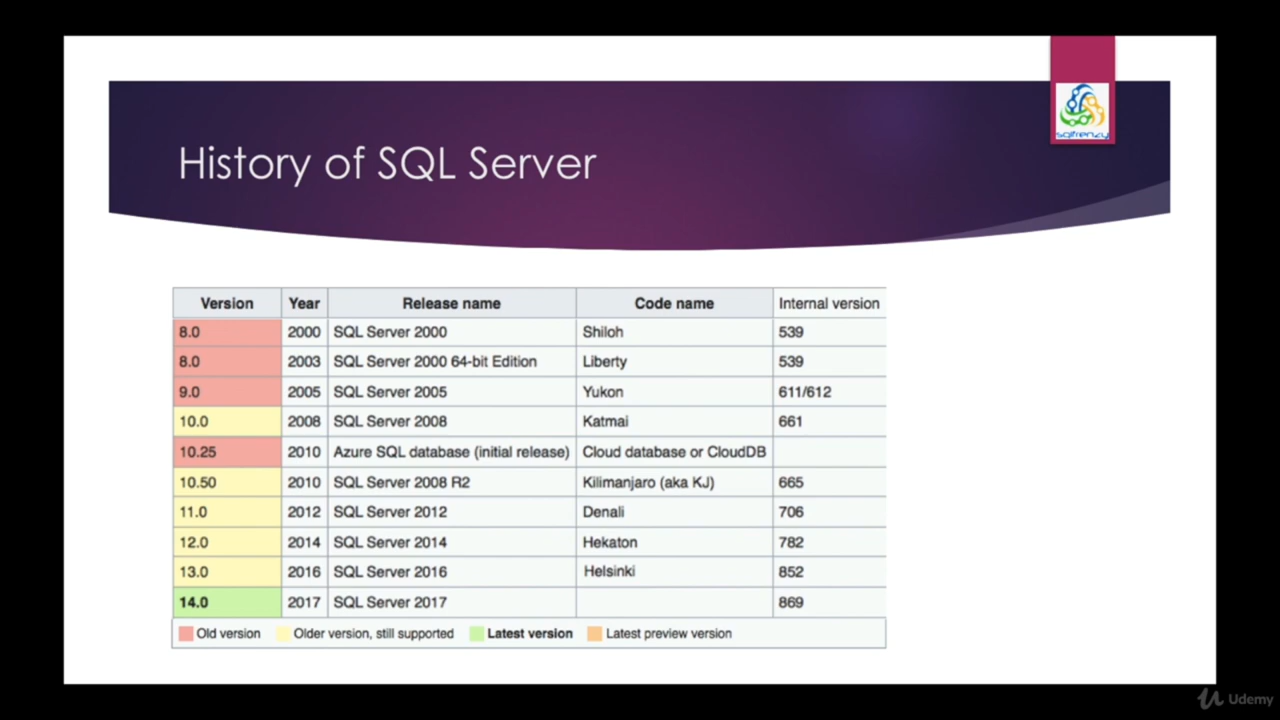 sqlfrenzy
History of SQL Server
Version Year Release name Code name Internal version
8.0 2000 SQL Server 2000 Shiloh 539
8.0 2003 SQL Server 2000 64-bit Edition Liberty 539
9.0 2005 SQL Server 2005 Yukon 611/612
10.0 2008 SQL Server 2008 Katmai 661
10.25 2010 Azure SQL database (initial release) Cloud database or CloudDB
10.50 2010 SQL Server 2008 R2 Kilimanjaro (aka KJ) 665
11.0 2012 SQL Server 2012 Denali 706
12.0 2014 SQL Server 2014 Hekaton 782
13.0 2016 SQL Server 2016 Helsinki 852
14.0 2017 SQL Server 2017 869
Old version Older version, still supported Latest version Latest preview version
Udemy